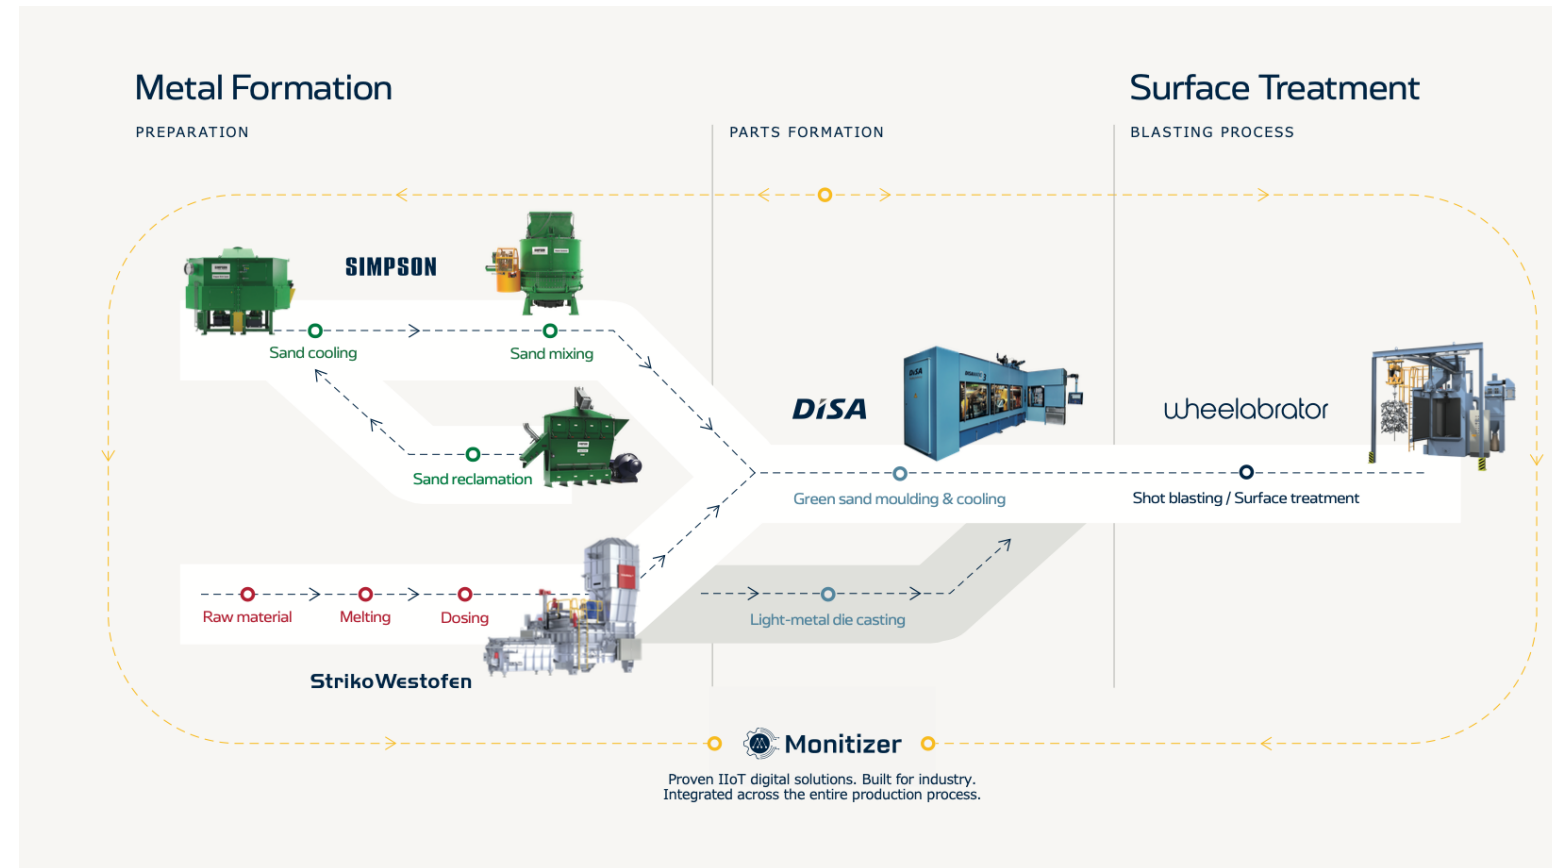 Metal Formation
Surface Treatment
PREPARATION
PARTS FORMATION
BLASTING PROCESS
SIMPSON
Sand cooling
Sand mixing
DISA
DISA
wheelabrator
Sand reclamation
Green sand moulding & cooling
Shot blasting / Surface treatment
Raw material
Melting
Dosing
Light-metal die casting
StrikoWestofen
Monitizer
Proven IIoT digital solutions. Built for industry.
Integrated across the entire production process.